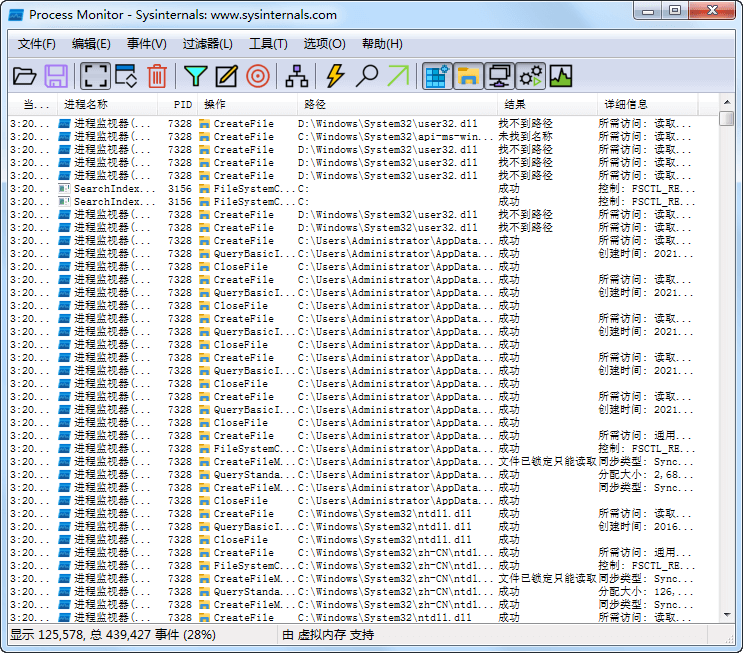 Process Monitor - Sysinternals: www.sysinternals.com
文件(F) 编辑(E) 事件(V) 过滤器(L) 工具(T) 选项(O) 帮助(H)
当... 进程名称 PID 操作 路径 结果 详细信息
3:20... 进程监视器(... 7328 CreateFile D:\Windows\System32\user32.dll 找不到路径 所需访问: 读取...
3:20... 进程监视器(... 7328 CreateFile D:\Windows\System32\api-ms-win... 未找到名称 所需访问: 读取...
3:20... 进程监视器(... 7328 CreateFile D:\Windows\System32\user32.dll 找不到路径 所需访问: 读取...
3:20... 进程监视器(... 7328 CreateFile D:\Windows\System32\user32.dll 找不到路径 所需访问: 读取...
3:20... 进程监视器(... 7328 CreateFile D:\Windows\System32\user32.dll 找不到路径 所需访问: 读取...
3:20... SearchIndex... 3156 FileSystemC... C: 成功 控制: FSCTL_RE...
3:20... SearchIndex... 3156 FileSystemC... C: 成功 控制: FSCTL_RE...
3:20... 进程监视器(... 7328 CreateFile D:\Windows\System32\user32.dll 找不到路径 所需访问: 读取...
3:20... 进程监视器(... 7328 CreateFile D:\Windows\System32\user32.dll 找不到路径 所需访问: 读取...
3:20... 进程监视器(... 7328 CreateFile C:\Users\Administrator\AppData... 成功 所需访问: 读取...
3:20... 进程监视器(... 7328 QueryBasicI... C:\Users\Administrator\AppData... 成功 创建时间: 2021...
3:20... 进程监视器(... 7328 CloseFile C:\Users\Administrator\AppData... 成功
3:20... 进程监视器(... 7328 CreateFile C:\Users\Administrator\AppData... 成功 所需访问: 读取...
3:20... 进程监视器(... 7328 QueryBasicI... C:\Users\Administrator\AppData... 成功 创建时间: 2021...
3:20... 进程监视器(... 7328 CloseFile C:\Users\Administrator\AppData... 成功
3:20... 进程监视器(... 7328 CreateFile C:\Users\Administrator\AppData... 成功 所需访问: 读取...
3:20... 进程监视器(... 7328 QueryBasicI... C:\Users\Administrator\AppData... 成功 创建时间: 2021...
3:20... 进程监视器(... 7328 CloseFile C:\Users\Administrator\AppData... 成功
3:20... 进程监视器(... 7328 CreateFile C:\Users\Administrator\AppData... 成功 所需访问: 读取...
3:20... 进程监视器(... 7328 QueryBasicI... C:\Users\Administrator\AppData... 成功 创建时间: 2021...
3:20... 进程监视器(... 7328 CloseFile C:\Users\Administrator\AppData... 成功
3:20... 进程监视器(... 7328 CreateFile C:\Users\Administrator\AppData... 成功 所需访问: 读取...
3:20... 进程监视器(... 7328 QueryBasicI... C:\Users\Administrator\AppData... 成功 创建时间: 2021...
3:20... 进程监视器(... 7328 CloseFile C:\Users\Administrator\AppData... 成功
3:20... 进程监视器(... 7328 CreateFile C:\Users\Administrator\AppData... 成功 所需访问: 通用...
3:20... 进程监视器(... 7328 FileSystemC... C:\Users\Administrator\AppData... 成功 控制: FSCTL_RE...
3:20... 进程监视器(... 7328 CreateFileM... C:\Users\Administrator\AppData... 文件已锁定只能读取 同步类型: Sync...
3:20... 进程监视器(... 7328 QueryStanda... C:\Users\Administrator\AppData... 成功 分配大小: 2,68...
3:20... 进程监视器(... 7328 CreateFileM... C:\Users\Administrator\AppData... 成功 同步类型: Sync...
3:20... 进程监视器(... 7328 CloseFile C:\Users\Administrator\AppData... 成功
3:20... 进程监视器(... 7328 CreateFile C:\Windows\System32\ntdll.dll 成功 所需访问: 读取...
3:20... 进程监视器(... 7328 QueryBasicI... C:\Windows\System32\ntdll.dll 成功 创建时间: 2016...
3:20... 进程监视器(... 7328 CloseFile C:\Windows\System32\ntdll.dll 成功
3:20... 进程监视器(... 7328 CreateFile C:\Windows\System32\zh-CN\ntdl... 成功 所需访问: 通用...
3:20... 进程监视器(... 7328 FileSystemC... C:\Windows\System32\zh-CN\ntdl... 成功 控制: FSCTL_RE...
3:20... 进程监视器(... 7328 CreateFileM... C:\Windows\System32\zh-CN\ntdl... 文件已锁定只能读取 同步类型: Sync...
3:20... 进程监视器(... 7328 QueryStanda... C:\Windows\System32\zh-CN\ntdl... 成功 分配大小: 126,...
3:20... 进程监视器(... 7328 CreateFileM... C:\Windows\System32\zh-CN\ntdl... 成功 同步类型: Sync...
3:20... 进程监视器(... 7328 CreateFile C:\Windows\System32\ntdll.dll 成功 所需访问: 读取...
显示 125,578, 总 439,427 事件 (28%) 由 虚拟内存 支持